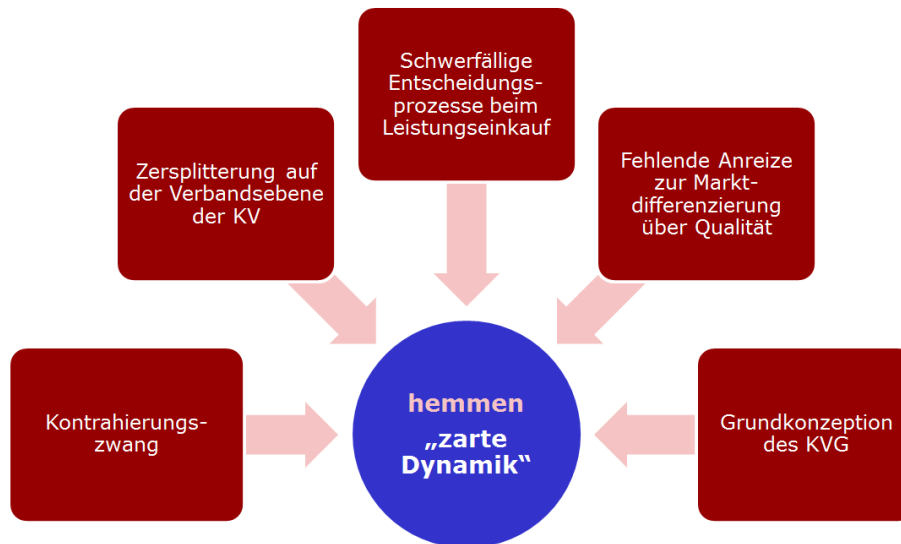 Schwerfällige
Entscheidungs-
prozesse beim
Leistungseinkauf
Zersplitterung auf
der Verbandsebene
der KV
Fehlende Anreize
zur Markt-
differenzierung
über Qualität
Kontrahierungs-
zwang
hemmen
„zarte
Dynamik“
Grundkonzeption
des KVG